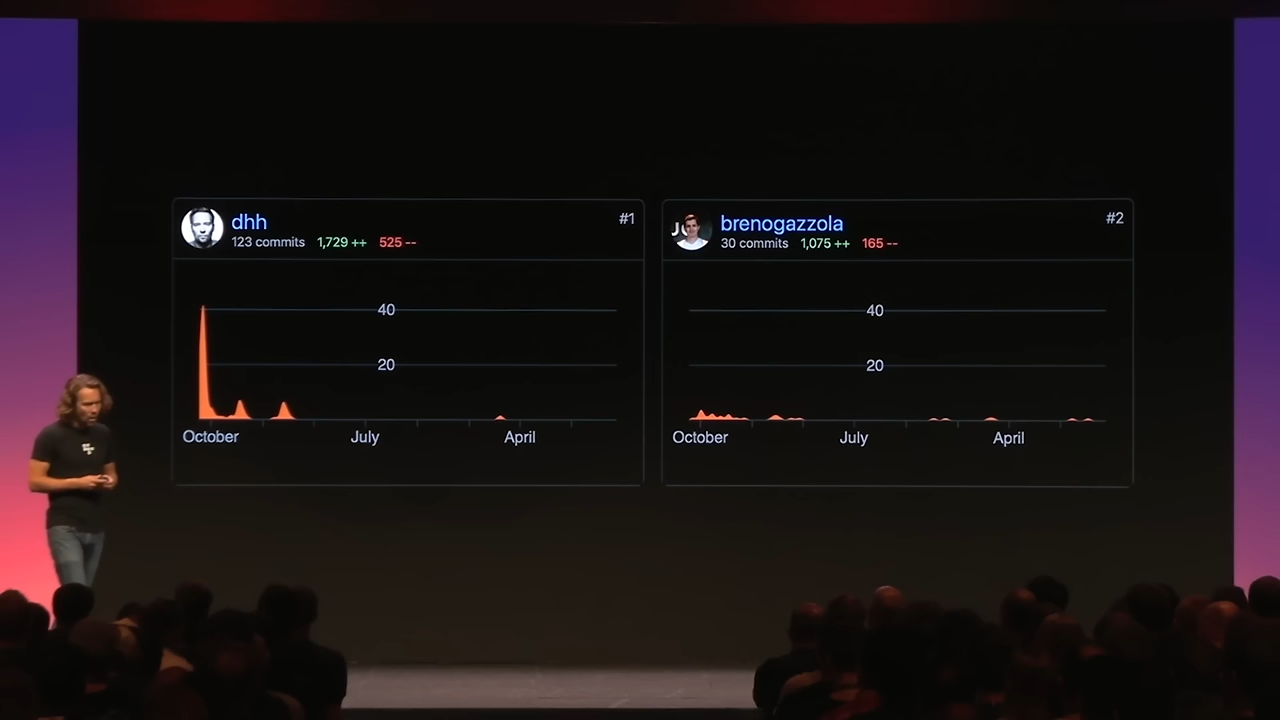 dhh
#1
123 commits 1,729 ++ 525 --
40
20
October July April
brenogazzola
#2
30 commits 1,075 ++ 165 --
40
20
October July April